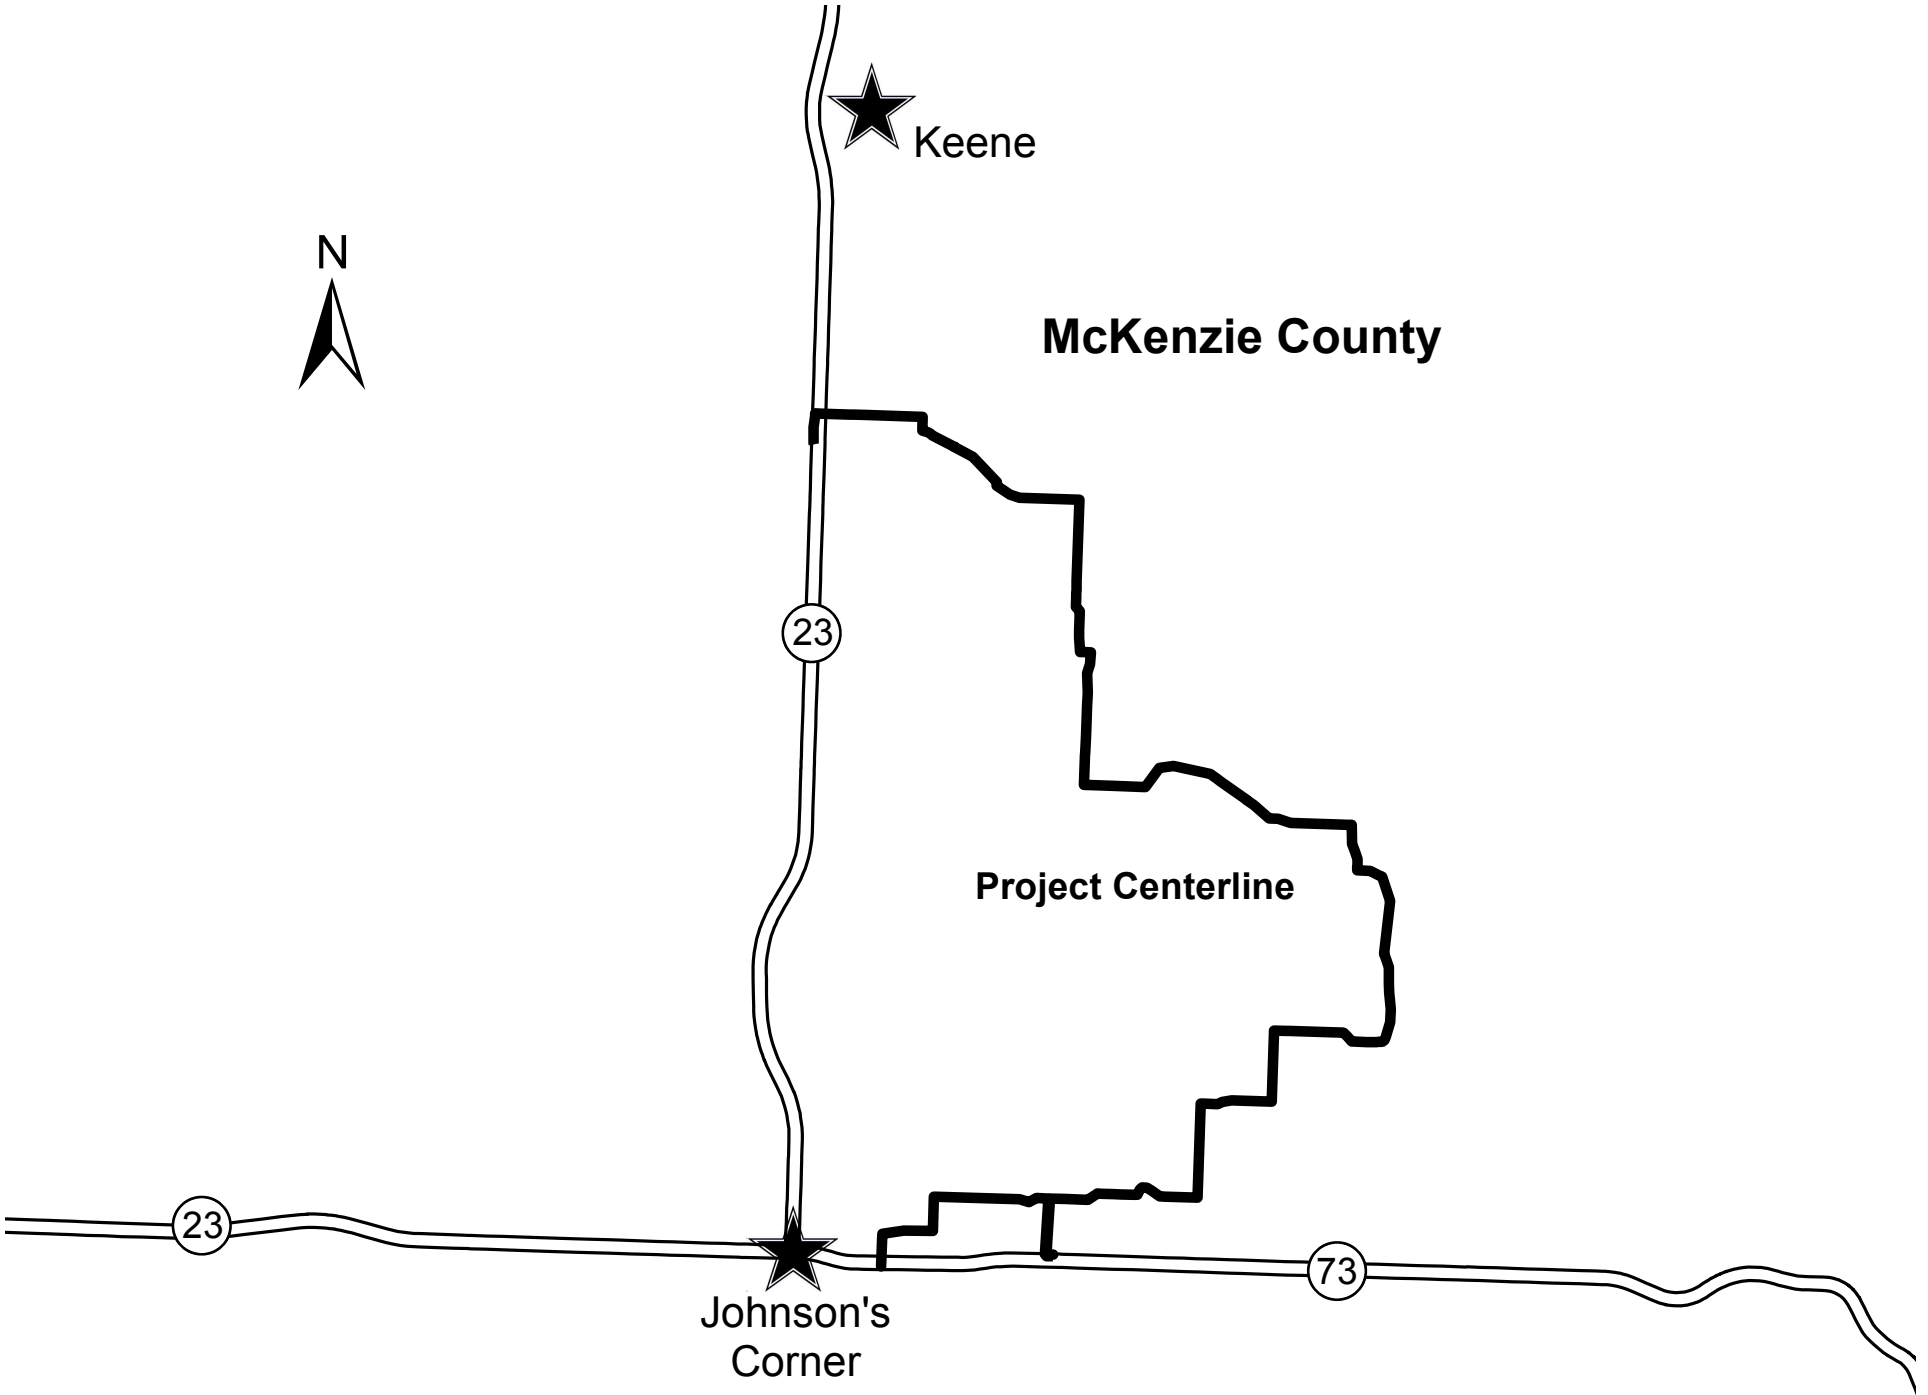 Keene
N
McKenzie County
23
Project Centerline
23
73
Johnson's
Corner